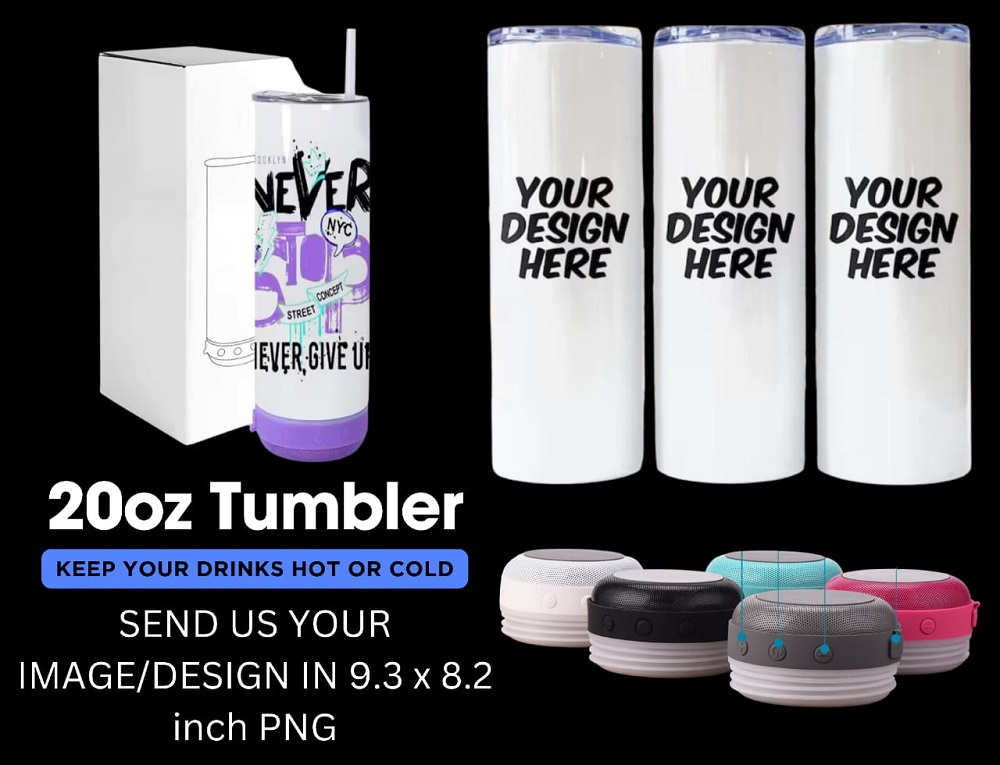 OOKLYN
NEVER
NYC
STREET CONCEPT
NEVER GIVE UP
YOUR
DESIGN
HERE
YOUR
DESIGN
HERE
YOUR
DESIGN
HERE
20oz Tumbler
KEEP YOUR DRINKS HOT OR COLD
SEND US YOUR
IMAGE/DESIGN IN 9.3 x 8.2
inch PNG